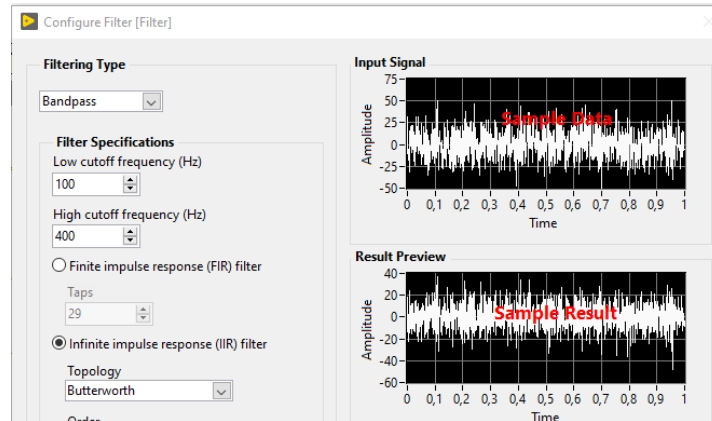 Configure Filter [Filter]
Filtering Type
Bandpass
Filter Specifications
Low cutoff frequency (Hz)
100
High cutoff frequency (Hz)
400
Finite impulse response (FIR) filter
Taps
29
Infinite impulse response (IIR) filter
Topology
Butterworth
Order
Input Signal
Amplitude
75
50
25
0
-25
-50
Sample Data
0 0,1 0,2 0,3 0,4 0,5 0,6 0,7 0,8 0,9 1
Time
Result Preview
Amplitude
40
20
0
-20
-40
-60
Sample Result
0 0,1 0,2 0,3 0,4 0,5 0,6 0,7 0,8 0,9 1
Time